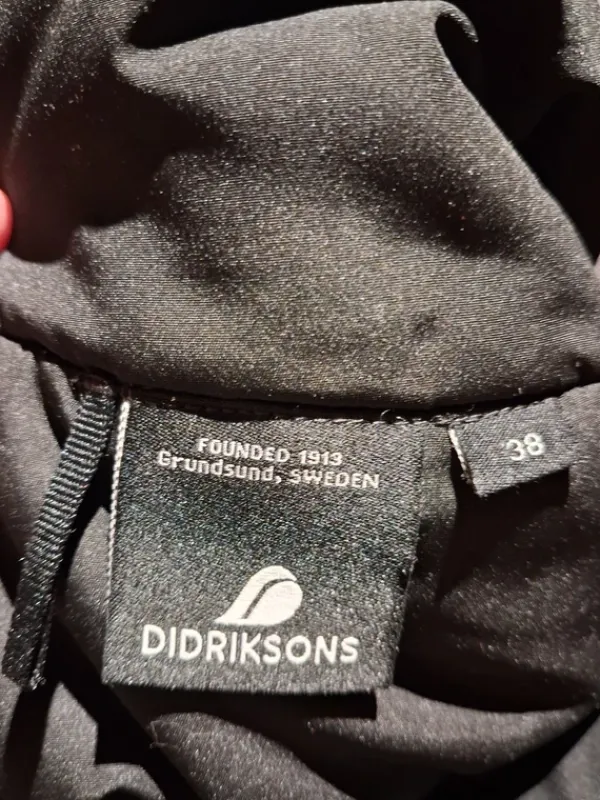 FOUNDED 1913
Grundsund, SWEDEN
DIDRIKSONS
38